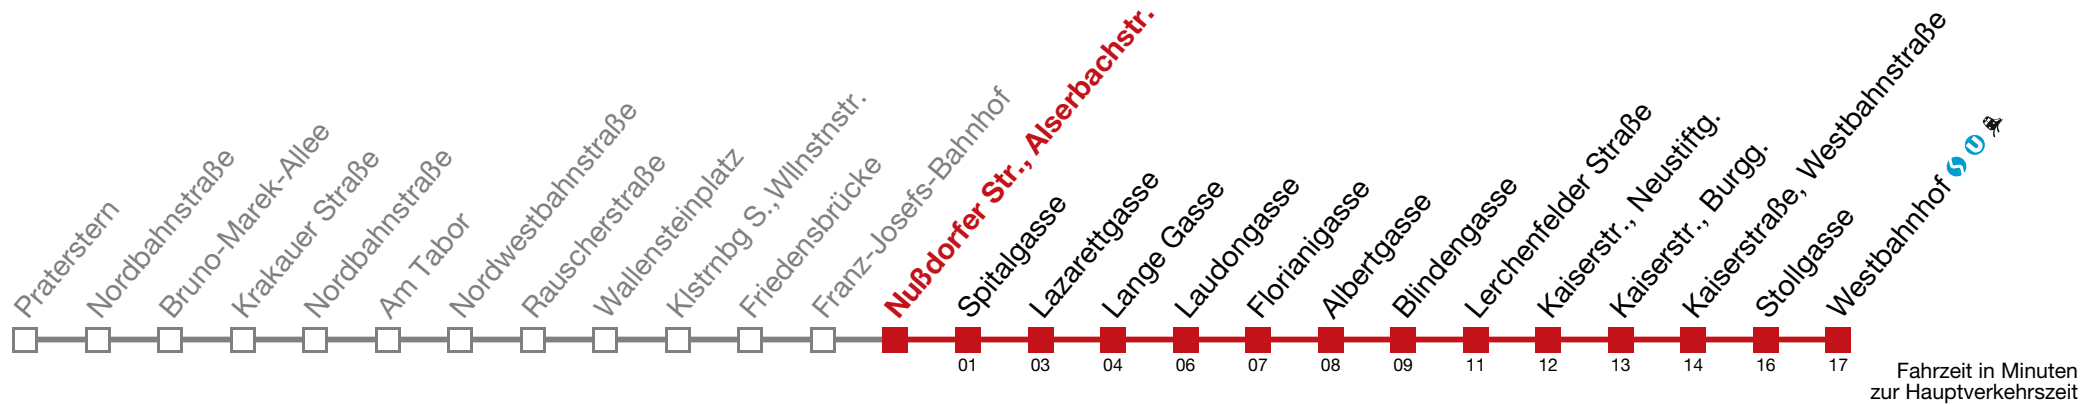 Praterstern
Nordbahnstraße
Bruno-Marek-Allee
Krakauer Straße
Nordbahnstraße
Am Tabor
Nordwestbahnstraße
Rauscherstraße
Wallensteinplatz
Klstrnbg S., Wllnstnstr.
Friedensbrücke
Franz-Josefs-Bahnhof
Nußdorfer Str., Alserbachstr.
Spitalgasse
Lazarettgasse
Lange Gasse
Laudongasse
Florianigasse
Albertgasse
Blindengasse
Lerchenfelder Straße
Kaiserstr., Neustiftg.
Kaiserstr., Burgg.
Kaiserstraße, Westbahnstraße
Stollgasse
Westbahnhof S U
01 03 04 06 07 08 09 11 12 13 14 16 17
Fahrzeit in Minuten
zur Hauptverkehrszeit